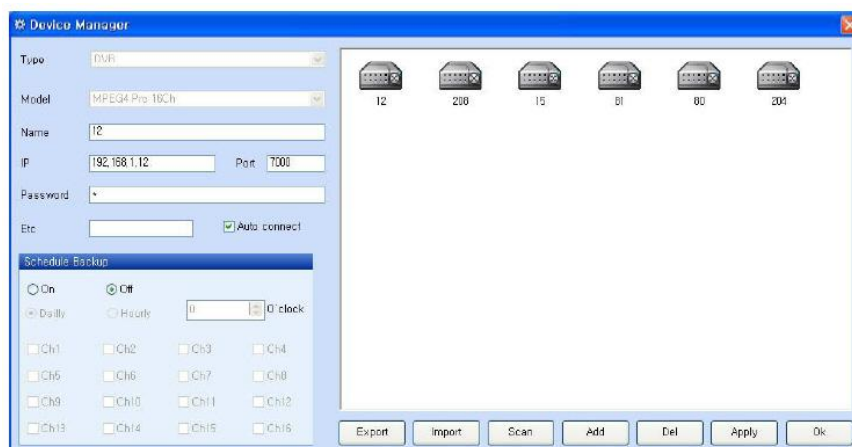 Device Manager
Type DVR
Model MPEG4 Pro 16Ch
Name 12
IP 192,168,1,12 Port 7000
Password *
Etc Auto connect
Schedule Backup
On Off
Dailly Hourly 0 O`clock
Ch1 Ch2 Ch3 Ch4
Ch5 Ch6 Ch7 Ch8
Ch9 Ch10 Ch11 Ch12
Ch13 Ch14 Ch15 Ch16
12 206 15 81 80 204
Export Import Scan Add Del Apply Ok